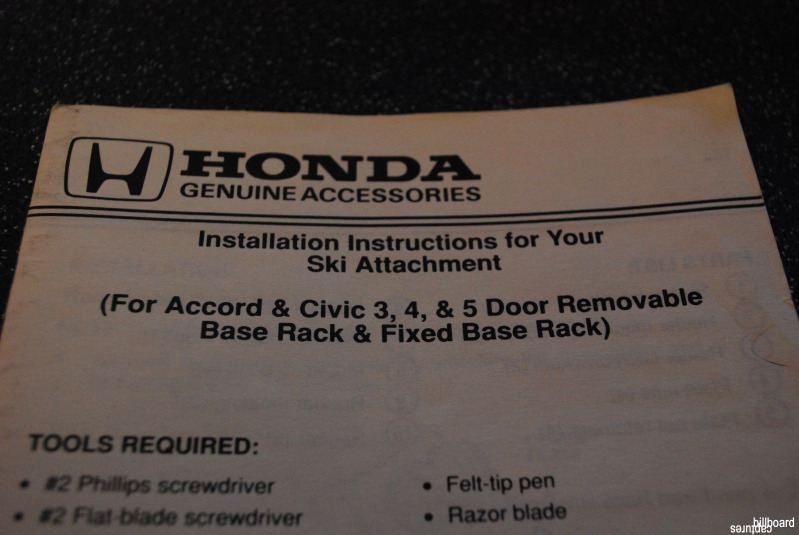 HONDA
GENUINE ACCESSORIES
Installation Instructions for Your
Ski Attachment
(For Accord & Civic 3, 4, & 5 Door Removable
Base Rack & Fixed Base Rack)
TOOLS REQUIRED:
• #2 Phillips screwdriver
• #2 Flat-blade screwdriver
• Felt-tip pen
• Razor blade
billboard
captures